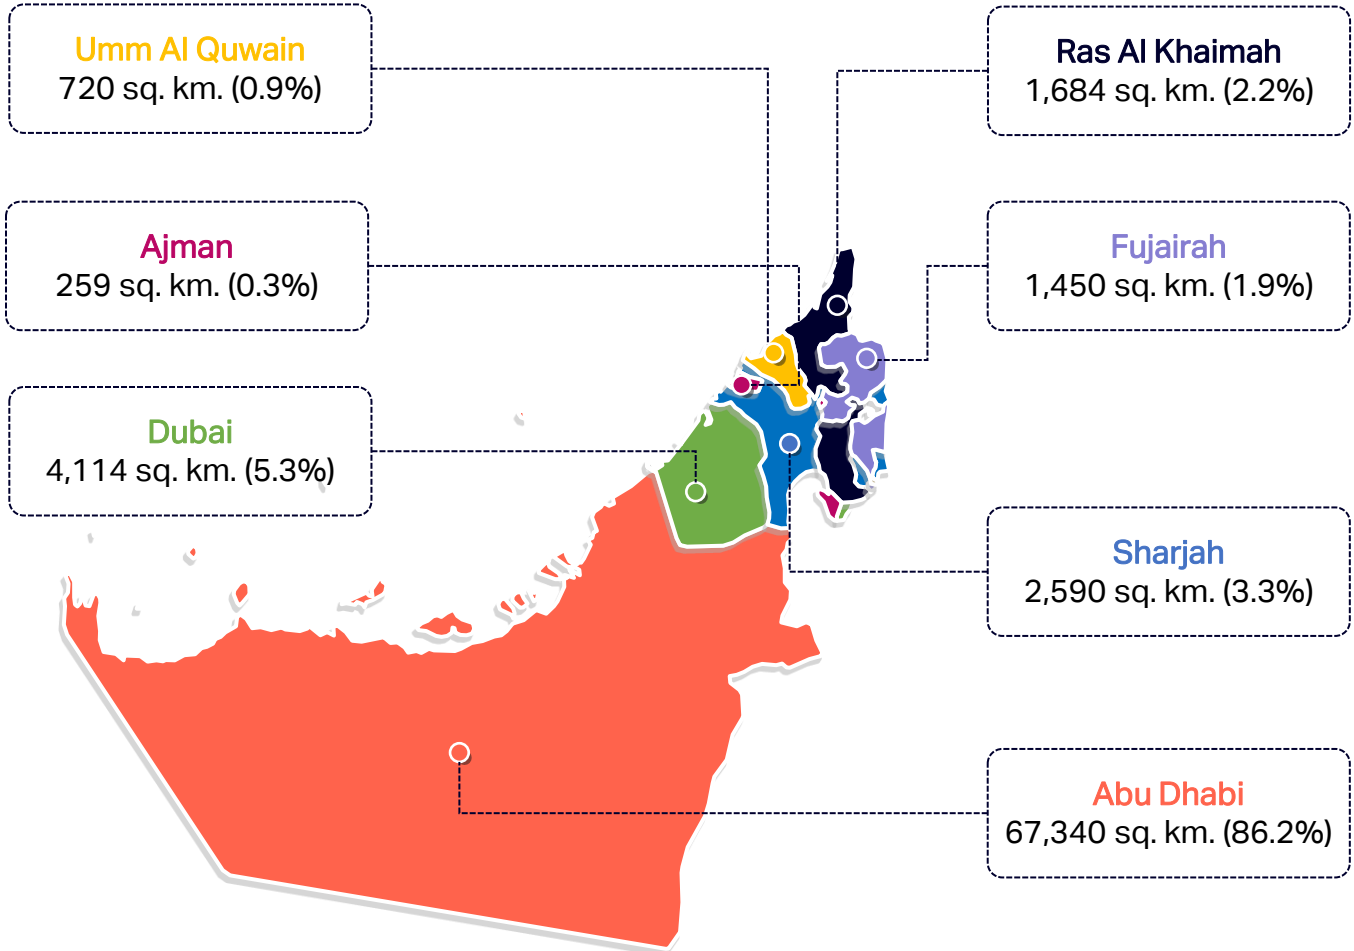 Umm Al Quwain
720 sq. km. (0.9%)
Ras Al Khaimah
1,684 sq. km. (2.2%)
Ajman
259 sq. km. (0.3%)
Fujairah
1,450 sq. km. (1.9%)
Dubai
4,114 sq. km. (5.3%)
Sharjah
2,590 sq. km. (3.3%)
Abu Dhabi
67,340 sq. km. (86.2%)